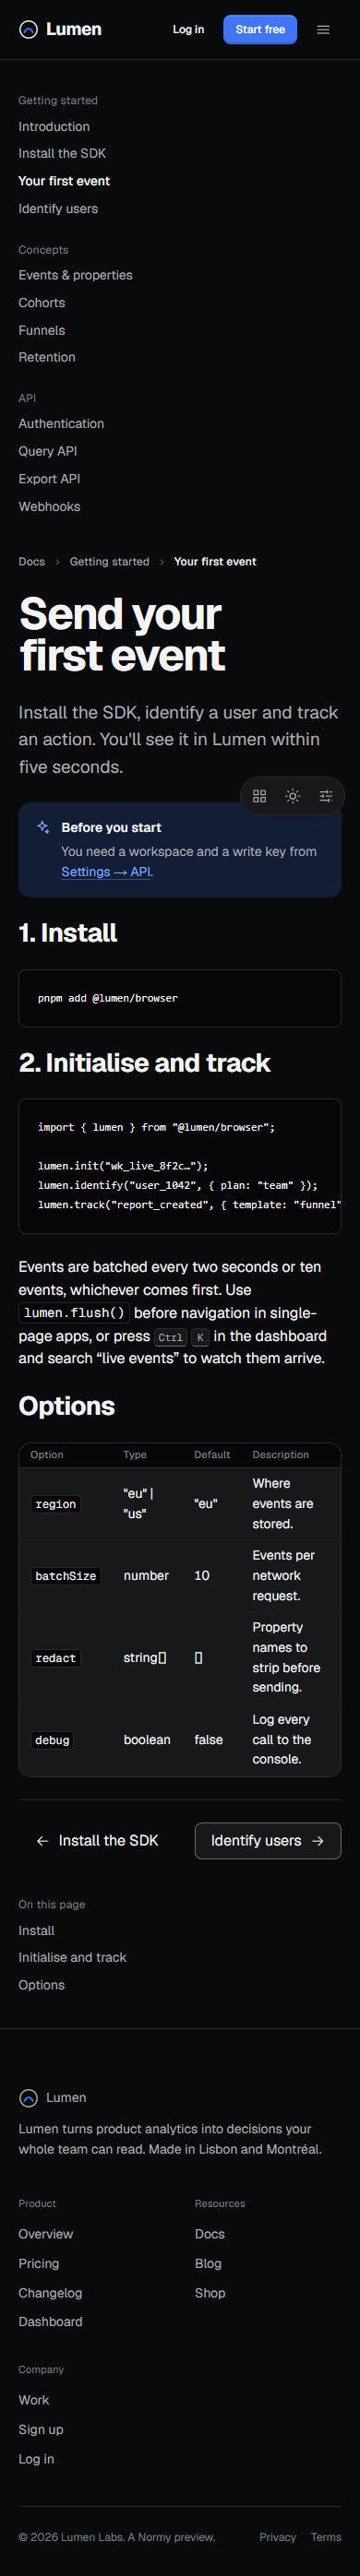 Lumen
Log in
Start free
Getting started
Introduction
Install the SDK
Your first event
Identify users
Concepts
Events & properties
Cohorts
Funnels
Retention
API
Authentication
Query API
Export API
Webhooks
Docs › Getting started › Your first event
Send your
first event
Install the SDK, identify a user and track
an action. You'll see it in Lumen within
five seconds.
Before you start
You need a workspace and a write key from
Settings → API.
1. Install
pnpm add @lumen/browser
2. Initialise and track
import { lumen } from "@lumen/browser";
lumen.init("wk_live_8f2c…");
lumen.identify("user_1042", { plan: "team" });
lumen.track("report_created", { template: "funnel"
Events are batched every two seconds or ten
events, whichever comes first. Use
lumen.flush() before navigation in single-
page apps, or press Ctrl K in the dashboard
and search “live events” to watch them arrive.
Options
Option Type Default Description
region "eu" | "us" "eu" Where events are stored.
batchSize number 10 Events per network request.
redact string[] [] Property names to strip before sending.
debug boolean false Log every call to the console.
← Install the SDK
Identify users →
On this page
Install
Initialise and track
Options
Lumen
Lumen turns product analytics into decisions your
whole team can read. Made in Lisbon and Montréal.
Product
Overview
Pricing
Changelog
Dashboard
Resources
Docs
Blog
Shop
Company
Work
Sign up
Log in
© 2026 Lumen Labs. A Normy preview.
Privacy
Terms